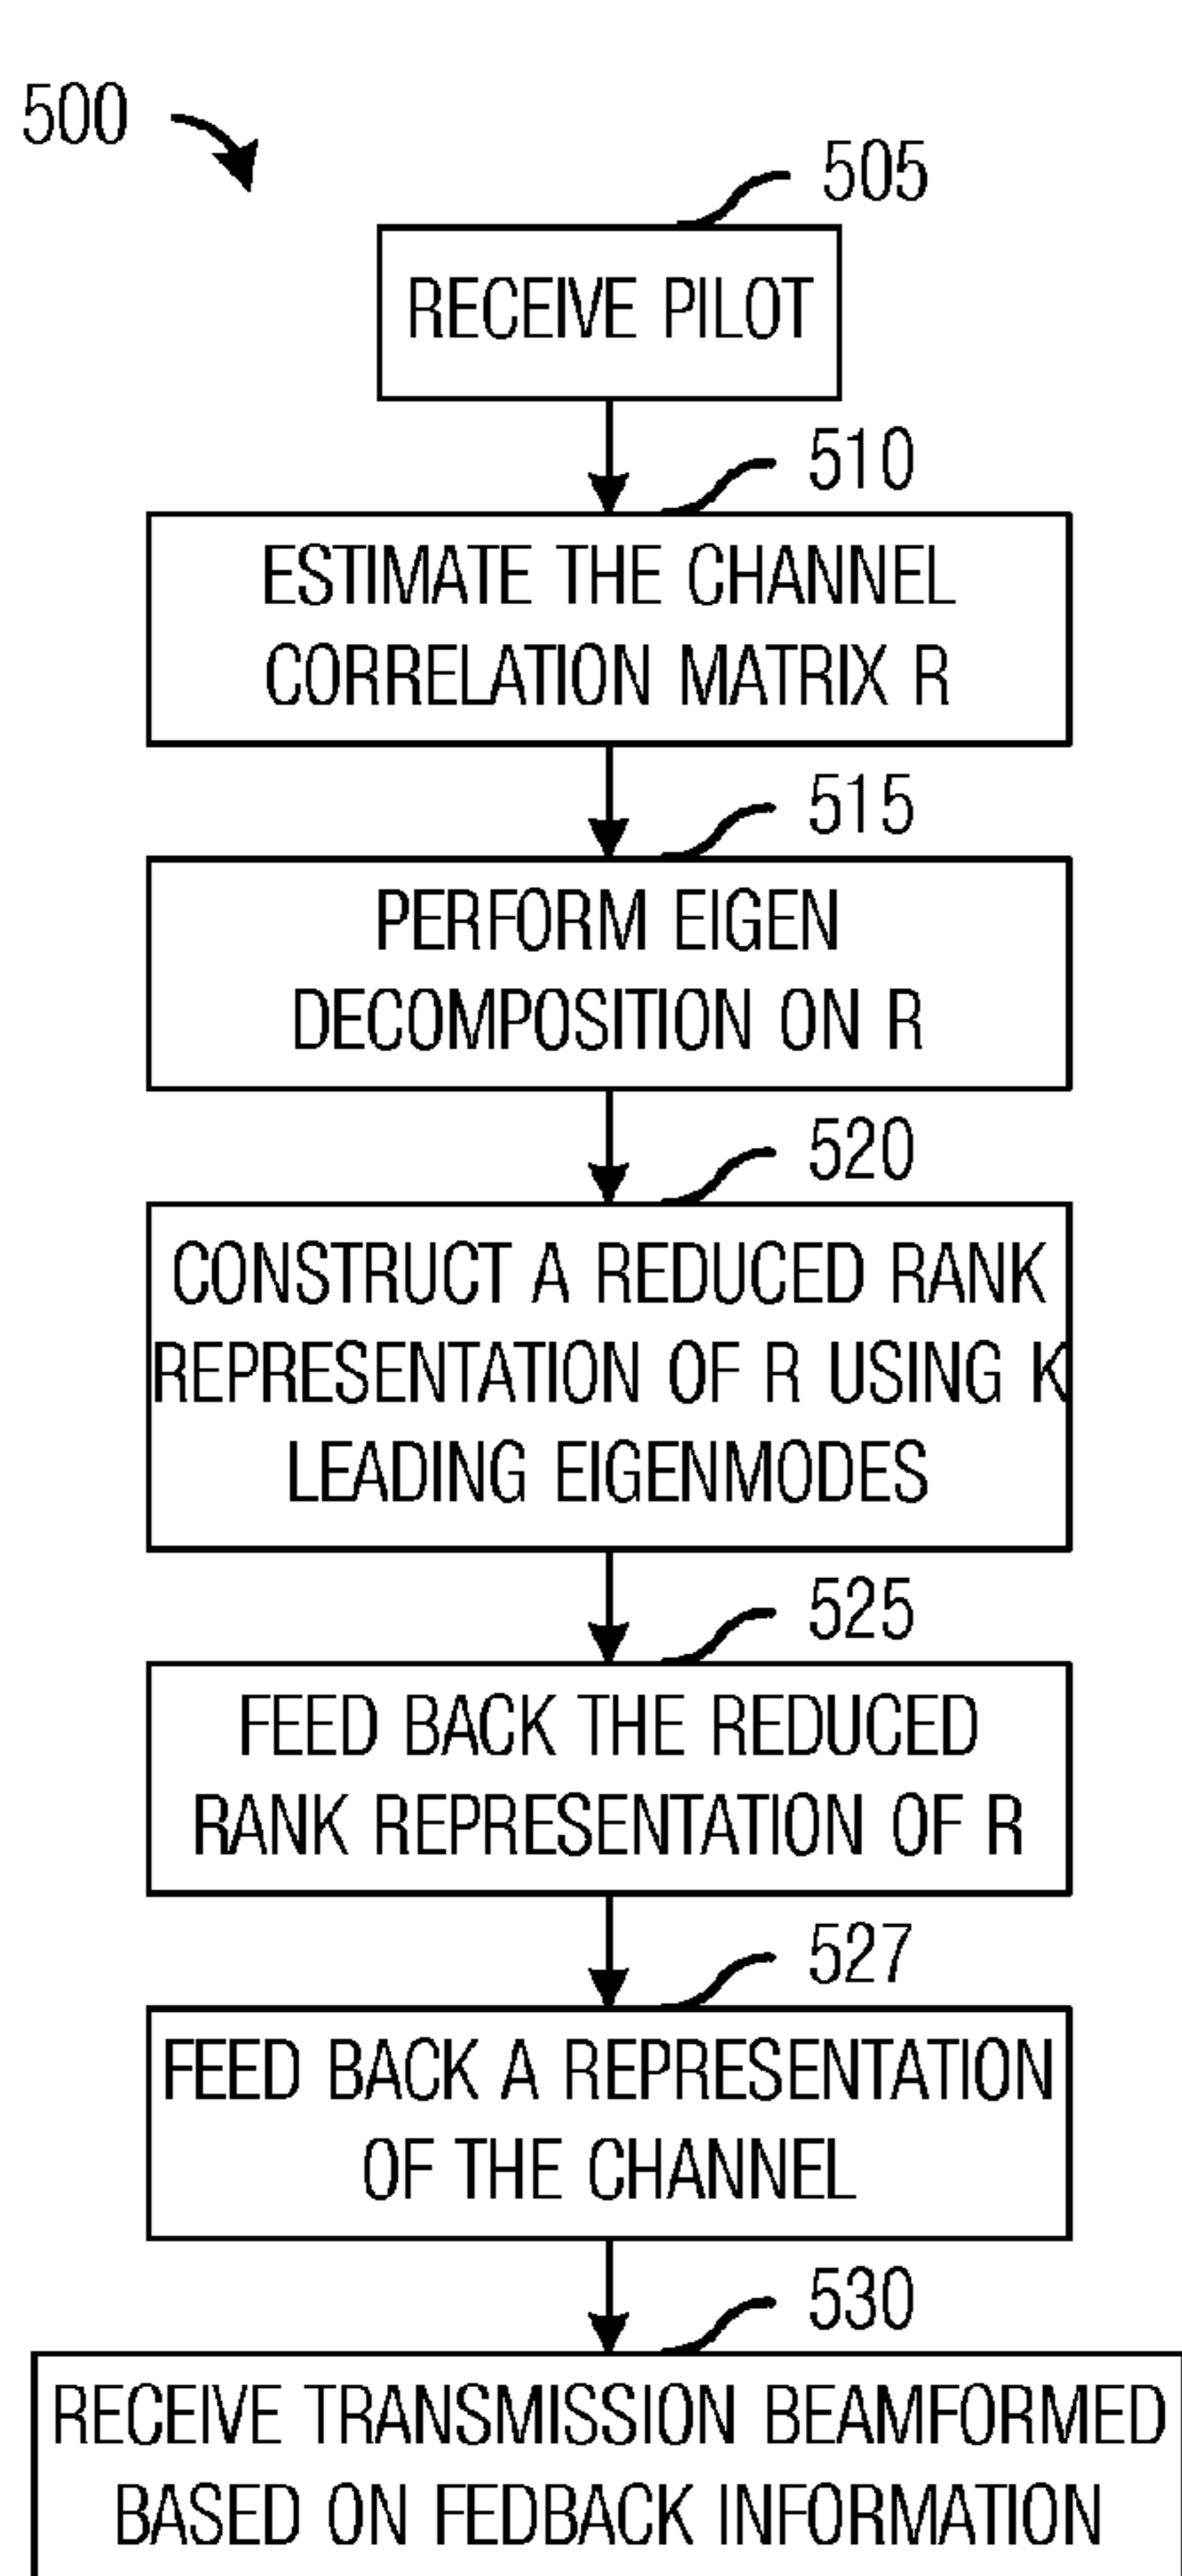 500
505
RECEIVE PILOT
510
ESTIMATE THE CHANNEL
CORRELATION MATRIX R
515
PERFORM EIGEN
DECOMPOSITION ON R
520
CONSTRUCT A REDUCED RANK
REPRESENTATION OF R USING K
LEADING EIGENMODES
525
FEED BACK THE REDUCED
RANK REPRESENTATION OF R
527
FEED BACK A REPRESENTATION
OF THE CHANNEL
530
RECEIVE TRANSMISSION BEAMFORMED
BASED ON FEDBACK INFORMATION